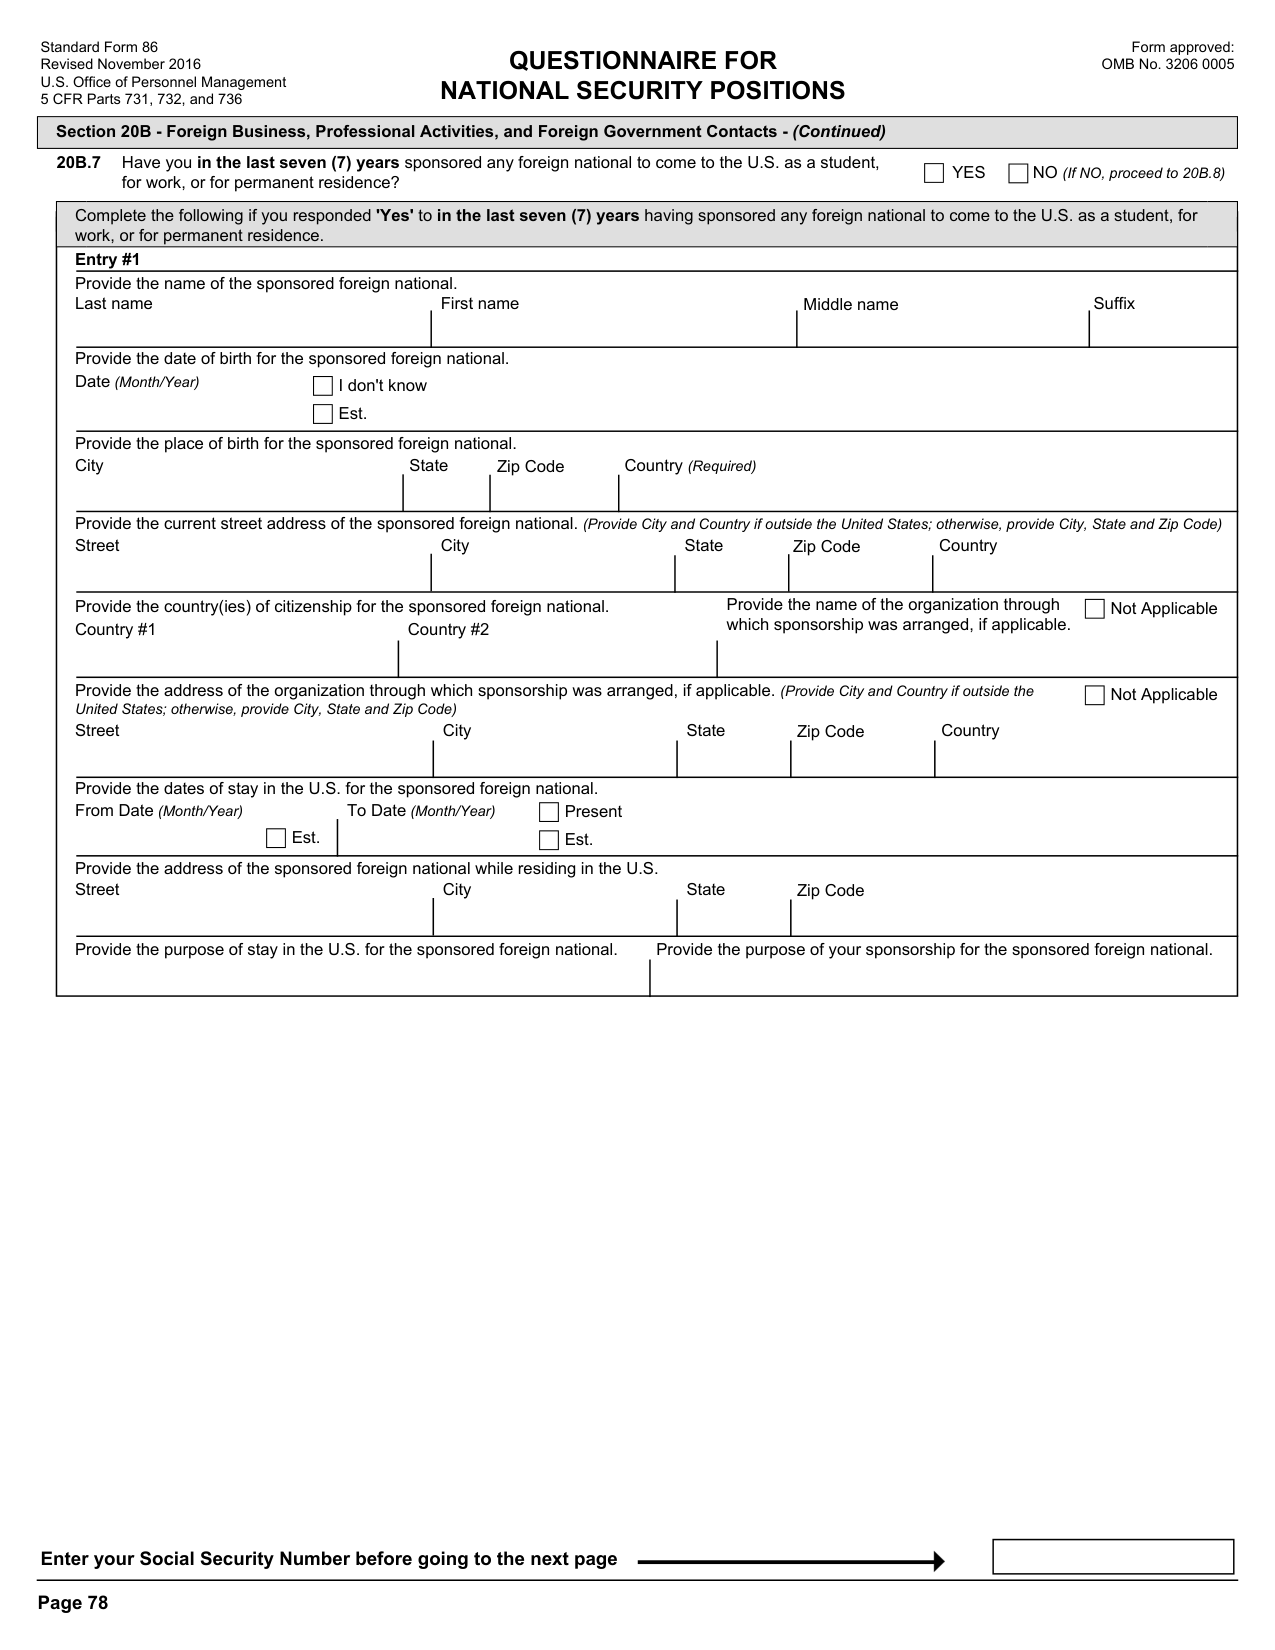 Standard Form 86
Revised November 2016
U.S. Office of Personnel Management
5 CFR Parts 731, 732, and 736
QUESTIONNAIRE FOR
NATIONAL SECURITY POSITIONS
Form approved:
OMB No. 3206 0005
Section 20B - Foreign Business, Professional Activities, and Foreign Government Contacts - (Continued)
20B.7 Have you in the last seven (7) years sponsored any foreign national to come to the U.S. as a student,
for work, or for permanent residence?
YES NO (If NO, proceed to 20B.8)
Complete the following if you responded 'Yes' to in the last seven (7) years having sponsored any foreign national to come to the U.S. as a student, for
work, or for permanent residence.
Entry #1
Provide the name of the sponsored foreign national.
Last name First name Middle name Suffix
Provide the date of birth for the sponsored foreign national.
Date (Month/Year) I don't know
Est.
Provide the place of birth for the sponsored foreign national.
City State Zip Code Country (Required)
Provide the current street address of the sponsored foreign national. (Provide City and Country if outside the United States; otherwise, provide City, State and Zip Code)
Street City State Zip Code Country
Provide the country(ies) of citizenship for the sponsored foreign national.
Country #1 Country #2
Provide the name of the organization through
which sponsorship was arranged, if applicable.
Not Applicable
Provide the address of the organization through which sponsorship was arranged, if applicable. (Provide City and Country if outside the
United States; otherwise, provide City, State and Zip Code)
Not Applicable
Street City State Zip Code Country
Provide the dates of stay in the U.S. for the sponsored foreign national.
From Date (Month/Year) To Date (Month/Year) Present
Est. Est.
Provide the address of the sponsored foreign national while residing in the U.S.
Street City State Zip Code
Provide the purpose of stay in the U.S. for the sponsored foreign national. Provide the purpose of your sponsorship for the sponsored foreign national.
Enter your Social Security Number before going to the next page
Page 78